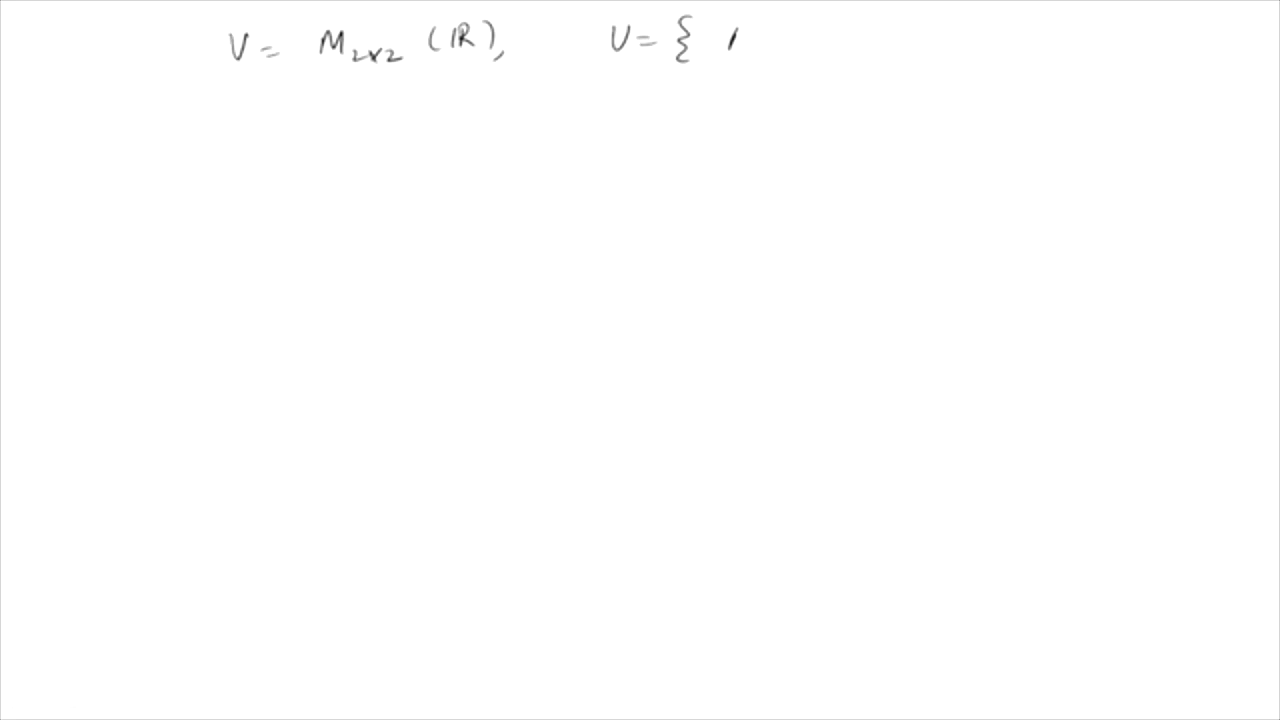 V = M₂ₓ₂ (ℝ), U = {